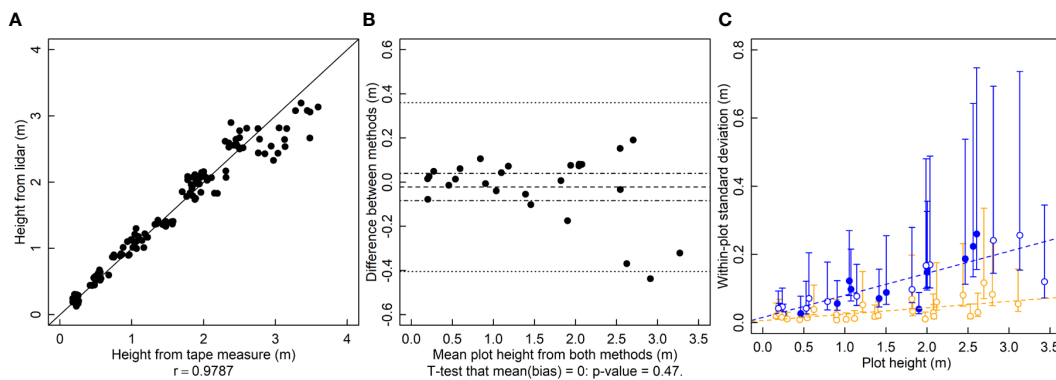 A
Height from lidar (m)
4
3
2
1
0
0 1 2 3 4
Height from tape measure (m)
r = 0.9787
B
Difference between methods (m)
0.6
0.4
0.2
0.0
-0.2
-0.4
-0.6
0.0 0.5 1.0 1.5 2.0 2.5 3.0 3.5
Mean plot height from both methods (m)
T-test that mean(bias) = 0: p-value = 0.47.
C
Within-plot standard deviation (m)
0.8
0.6
0.4
0.2
0.0
0.0 0.5 1.0 1.5 2.0 2.5 3.0 3.5
Plot height (m)